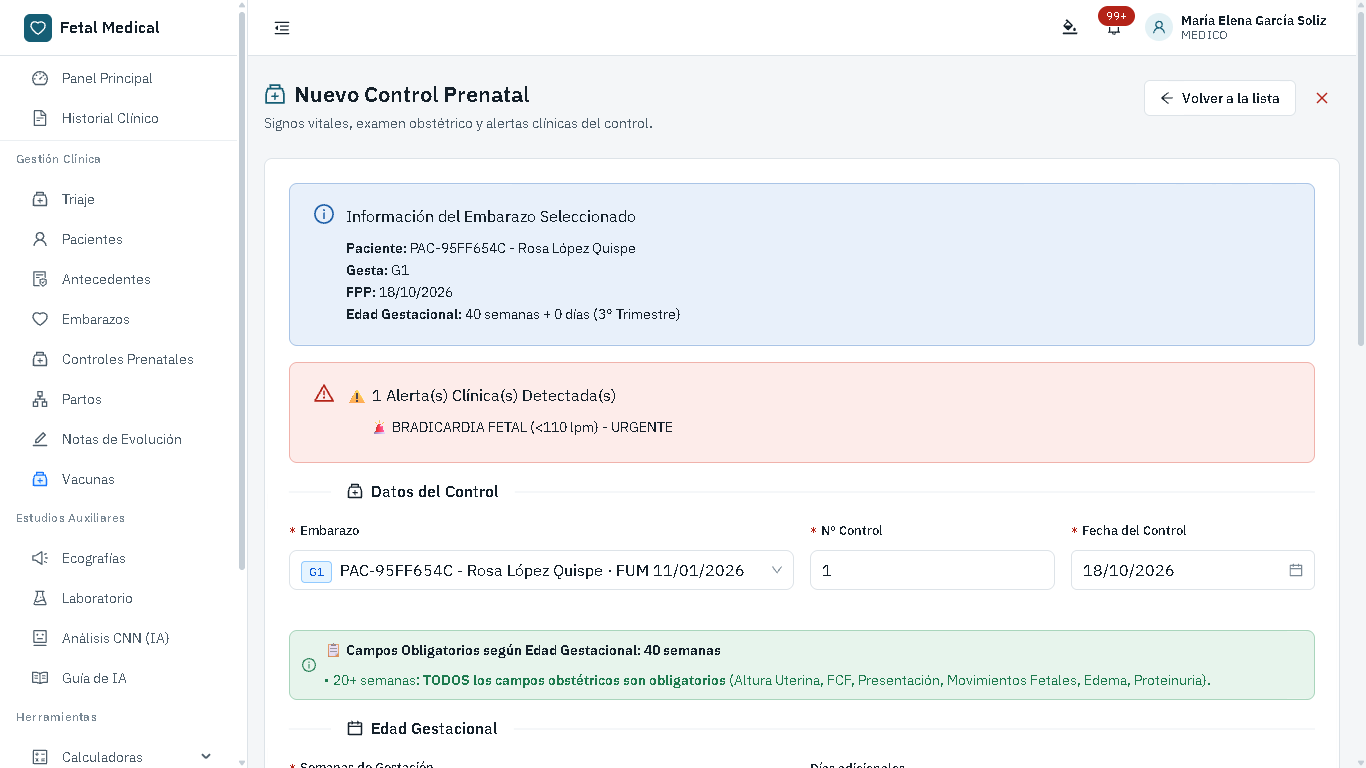 Fetal Medical
99+
María Elena García Soliz
MEDICO
Panel Principal
Historial Clínico
Gestión Clínica
Triaje
Pacientes
Antecedentes
Embarazos
Controles Prenatales
Partos
Notas de Evolución
Vacunas
Estudios Auxiliares
Ecografías
Laboratorio
Análisis CNN (IA)
Guía de IA
Herramientas
Calculadoras
Nuevo Control Prenatal
Volver a la lista
Signos vitales, examen obstétrico y alertas clínicas del control.
Información del Embarazo Seleccionado
Paciente: PAC-95FF654C - Rosa López Quispe
Gesta: G1
FPP: 18/10/2026
Edad Gestacional: 40 semanas + 0 días (3° Trimestre)
1 Alerta(s) Clínica(s) Detectada(s)
BRADICARDIA FETAL (<110 lpm) - URGENTE
Datos del Control
* Embarazo
* Nº Control
* Fecha del Control
G1 PAC-95FF654C - Rosa López Quispe · FUM 11/01/2026
1
18/10/2026
Campos Obligatorios según Edad Gestacional: 40 semanas
• 20+ semanas: TODOS los campos obstétricos son obligatorios (Altura Uterina, FCF, Presentación, Movimientos Fetales, Edema, Proteinuria).
Edad Gestacional
* Semanas de Gestación
Días adicionales